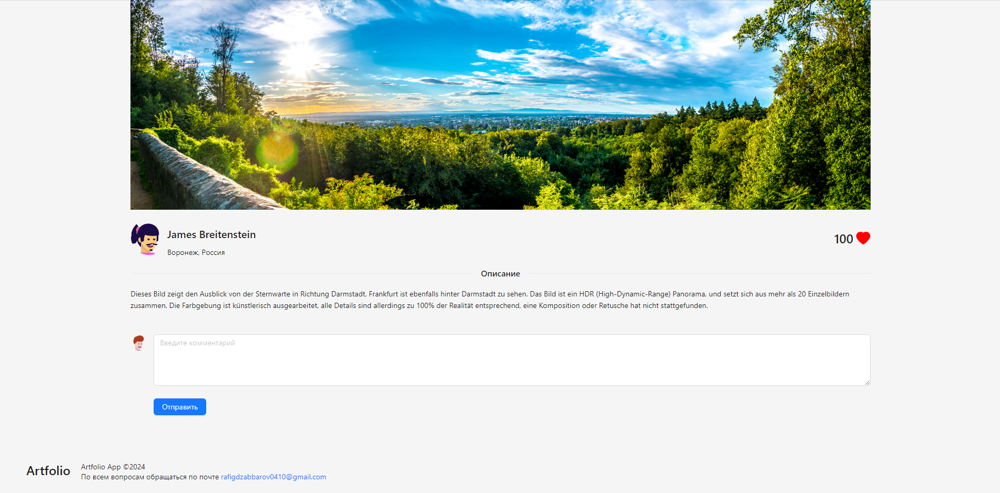 James Breitenstein
100
Воронеж, Россия
Описание
Dieses Bild zeigt den Ausblick von der Sternwarte in Richtung Darmstadt, Frankfurt ist ebenfalls hinter Darmstadt zu sehen. Das Bild ist ein HDR (High-Dynamic-Range) Panorama, und setzt sich aus mehr als 20 Einzelbildern
zusammen. Die Farbgebung ist künstlerisch ausgearbeitet, alle Details sind allerdings zu 100% der Realität entsprechend, eine Komposition oder Retusche hat nicht stattgefunden.
Введите комментарий
Отправить
Artfolio
Artfolio App ©2024
По всем вопросам обращаться по почте rafigdzabbarov0410@gmail.com